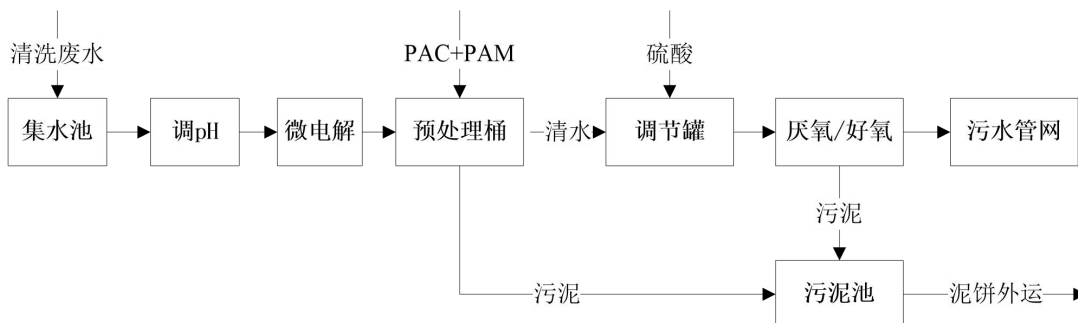 清洗废水
PAC+PAM
硫酸
集水池
调pH
微电解
预处理桶
清水
调节罐
厌氧/好氧
污水管网
污泥
污泥
污泥池
泥饼外运